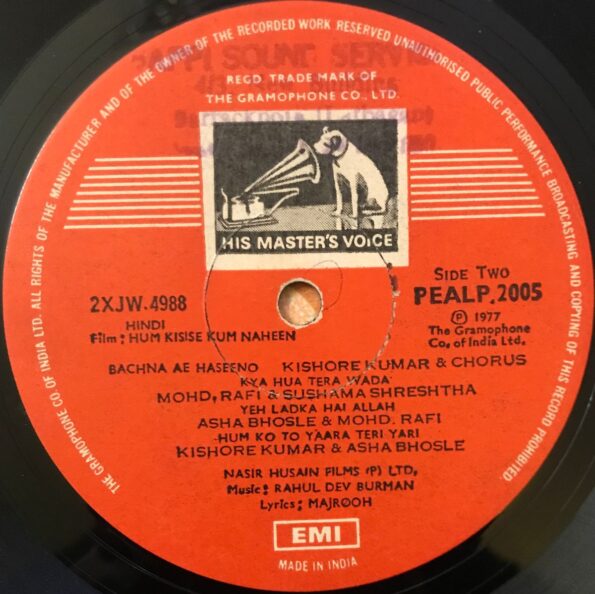 THE GRAMOPHONE CO. OF INDIA LTD. ALL RIGHTS OF THE MANUFACTURER AND OF THE OWNER OF THE RECORDED WORK RESERVED UNAUTHORISED PUBLIC PERFORMANCE BROADCASTING AND COPYING OF THIS RECORD PROHIBITED.
SOUND SERVICE
REGD. TRADE MARK OF
THE GRAMOPHONE CO., LTD.
HIS MASTER'S VOICE
SIDE TWO
2XJW.4988
PEALP.2005
HINDI
Film: HUM KISISE KUM NAHEEN
Ⓟ 1977
The Gramophone
Co. of India Ltd.
BACHNA AE HASEENO KISHORE KUMAR & CHORUS
KYA HUA TERA WADA
MOHD, RAFI & SUSHAMA SHRESHTHA
YEH LADKA HAI ALLAH
ASHA BHOSLE & MOHD. RAFI
HUM KO TO YAARA TERI YARI
KISHORE KUMAR & ASHA BHOSLE
NASIR HUSAIN FILMS (P) LTD,
Music: RAHUL DEV BURMAN
Lyrics: MAJROOH
EMI
MADE IN INDIA